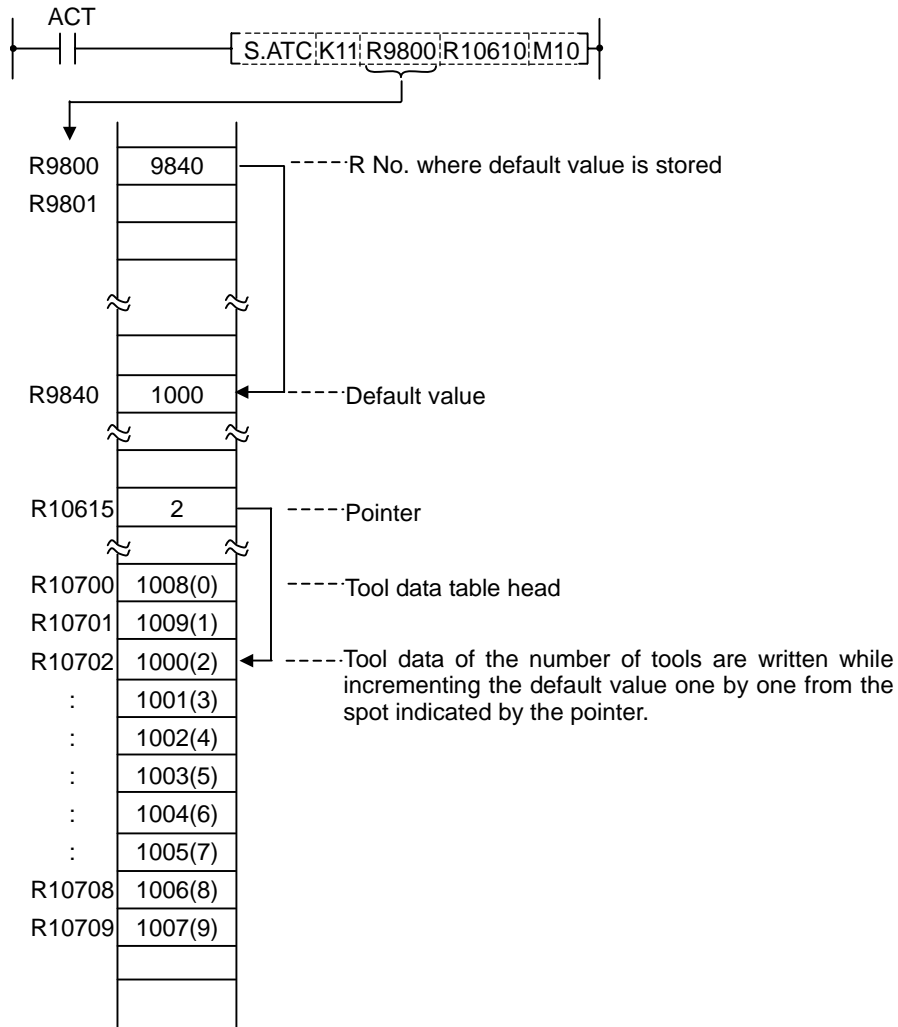 ACT
S.ATC K11 R9800 R10610 M10
R9800 9840 R No. where default value is stored
R9801
R9840 1000 Default value
R10615 2 Pointer
R10700 1008(0) Tool data table head
R10701 1009(1)
R10702 1000(2) Tool data of the number of tools are written while
incrementing the default value one by one from the
: 1001(3)
spot indicated by the pointer.
: 1002(4)
: 1003(5)
: 1004(6)
: 1005(7)
R10708 1006(8)
R10709 1007(9)